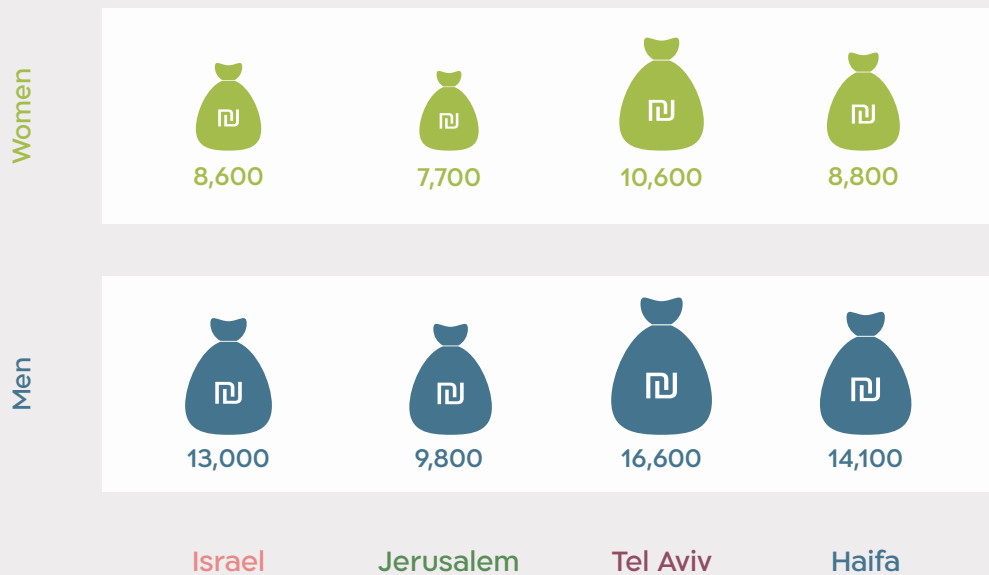 Women
₪ ₪ ₪ ₪
8,600 7,700 10,600 8,800
Men
₪ ₪ ₪ ₪
13,000 9,800 16,600 14,100
Israel Jerusalem Tel Aviv Haifa